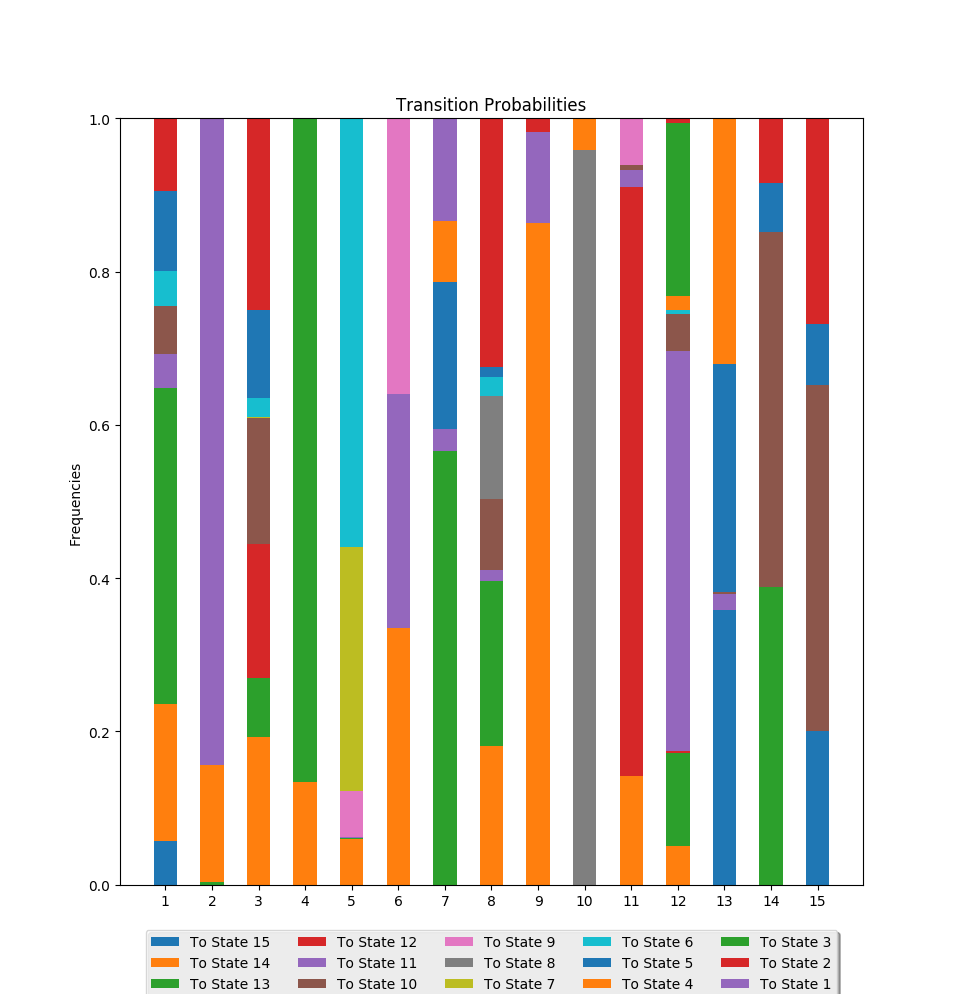 Transition Probabilities
1.0
0.8
0.6
0.4
0.2
0.0
Frequencies
1 2 3 4 5 6 7 8 9 10 11 12 13 14 15
To State 15 To State 12 To State 9 To State 6 To State 3
To State 14 To State 11 To State 8 To State 5 To State 2
To State 13 To State 10 To State 7 To State 4 To State 1